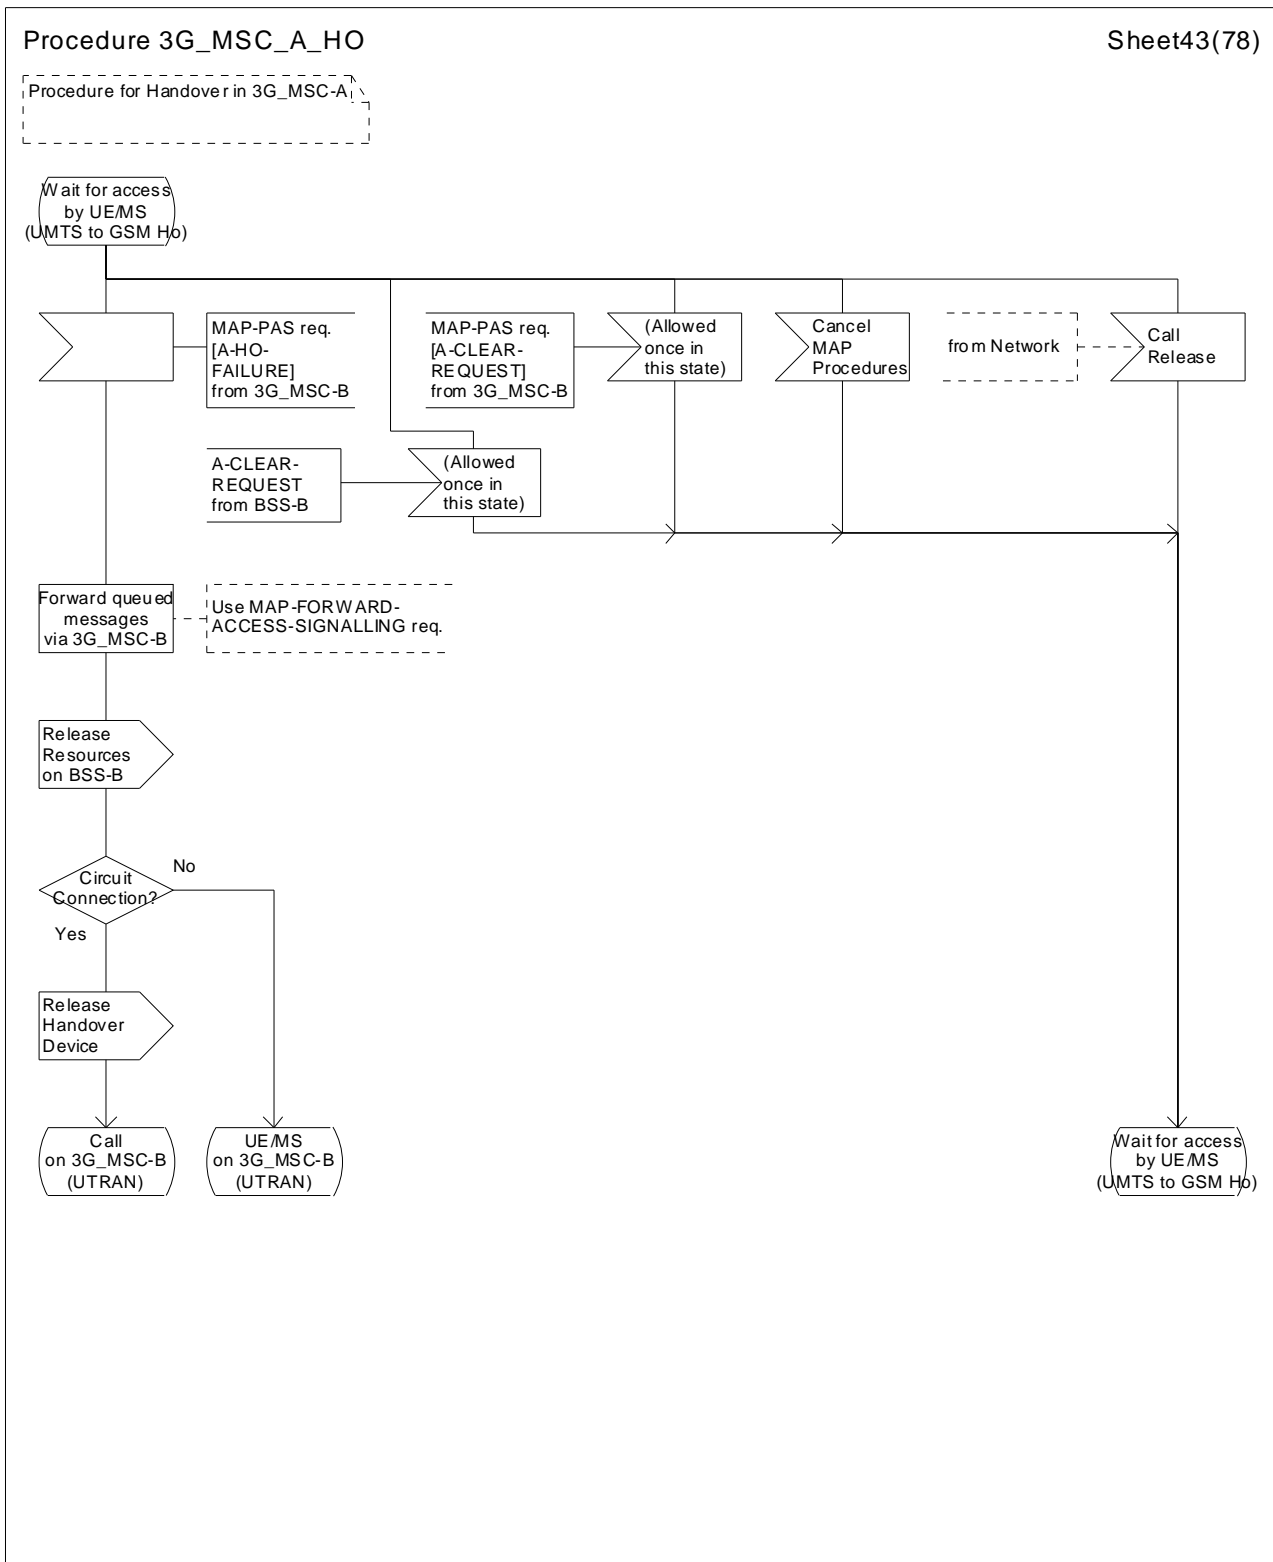 Procedure 3G_MSC_A_HO
Sheet43(78)
Procedure for Handover in 3G_MSC-A
Wait for access
by UE/MS
(UMTS to GSM Ho)
MAP-PAS req.
[A-HO-
FAILURE]
from 3G_MSC-B
MAP-PAS req.
[A-CLEAR-
REQUEST]
from 3G_MSC-B
(Allowed
once in
this state)
Cancel
MAP
Procedures
from Network
Call
Release
A-CLEAR-
REQUEST
from BSS-B
(Allowed
once in
this state)
Forward queued
messages
via 3G_MSC-B
Use MAP-FORWARD-
ACCESS-SIGNALLING req.
Release
Resources
on BSS-B
Circuit
Connection?
No
Yes
Release
Handover
Device
Call
on 3G_MSC-B
(UTRAN)
UE/MS
on 3G_MSC-B
(UTRAN)
Wait for access
by UE/MS
(UMTS to GSM Ho)